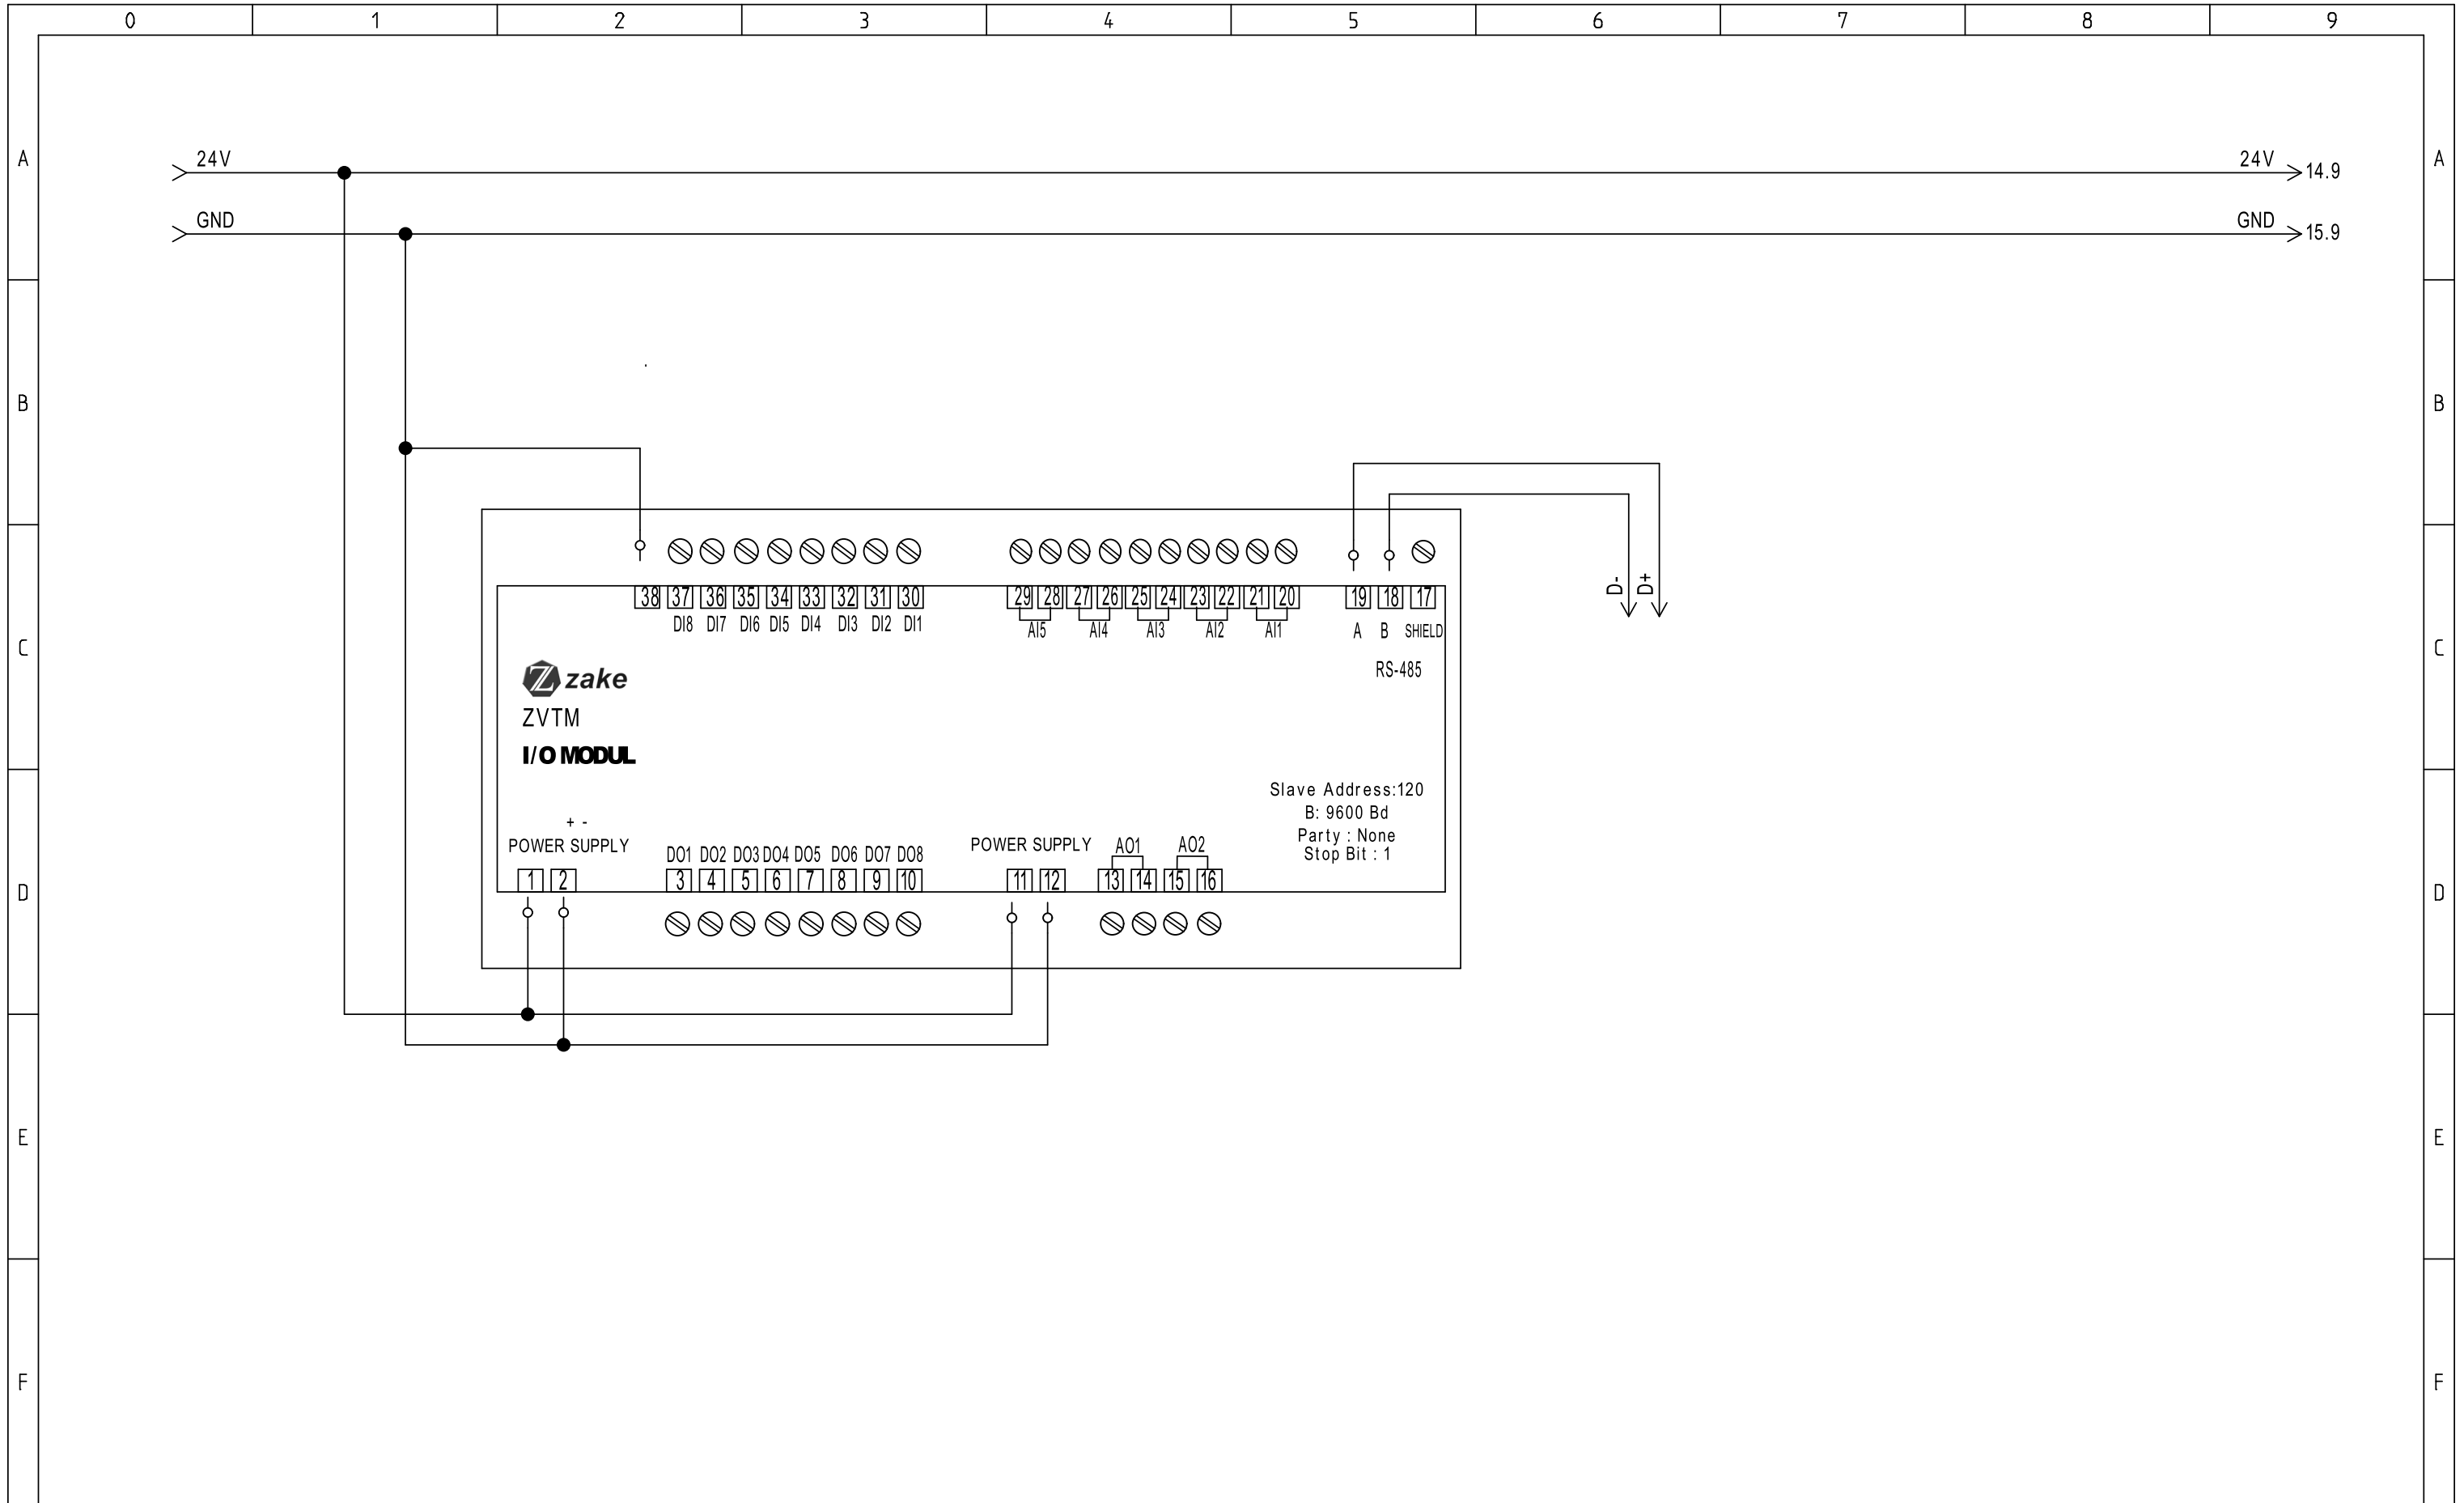 0 1 2 3 4 5 6 7 8 9
A 24V 24V 14.9 A
GND GND 15.9
B B
D- D+
38 37 36 35 34 33 32 31 30 29 28 27 26 25 24 23 22 21 20 19 18 17
DI8 DI7 DI6 DI5 DI4 DI3 DI2 DI1 AI5 AI4 AI3 AI2 AI1 A B SHIELD
C C
RS-485
Z zake
ZVTM
I/O MODUL
Slave Address:120
B: 9600 Bd
Party : None
Stop Bit : 1
+ -
POWER SUPPLY DO1 DO2 DO3 DO4 DO5 DO6 DO7 DO8 POWER SUPPLY AO1 AO2
1 2 3 4 5 6 7 8 9 10 11 12 13 14 15 16
D D
E E
F F